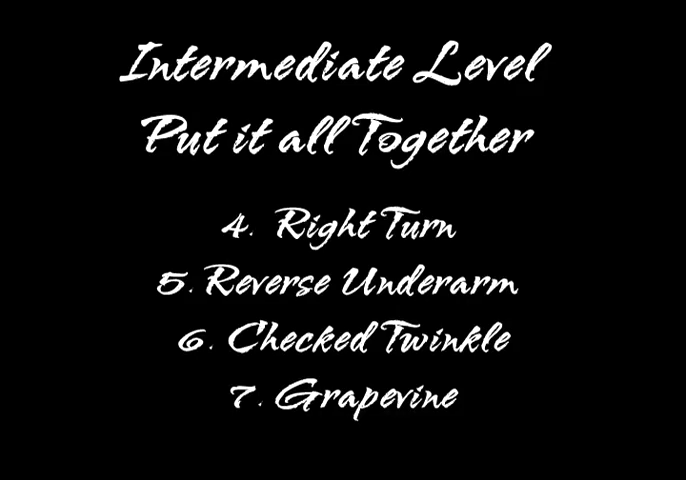 Intermediate Level
Put it all Together
4. Right Turn
5. Reverse Underarm
6. Checked Twinkle
7. Grapevine